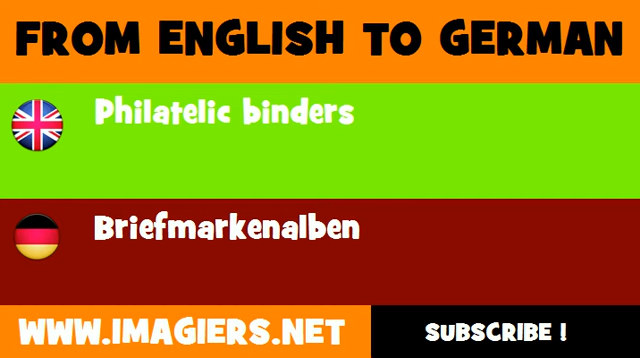 FROM ENGLISH TO GERMAN
Philatelic binders
Briefmarkenalben
WWW.IMAGIERS.NET
SUBSCRIBE !